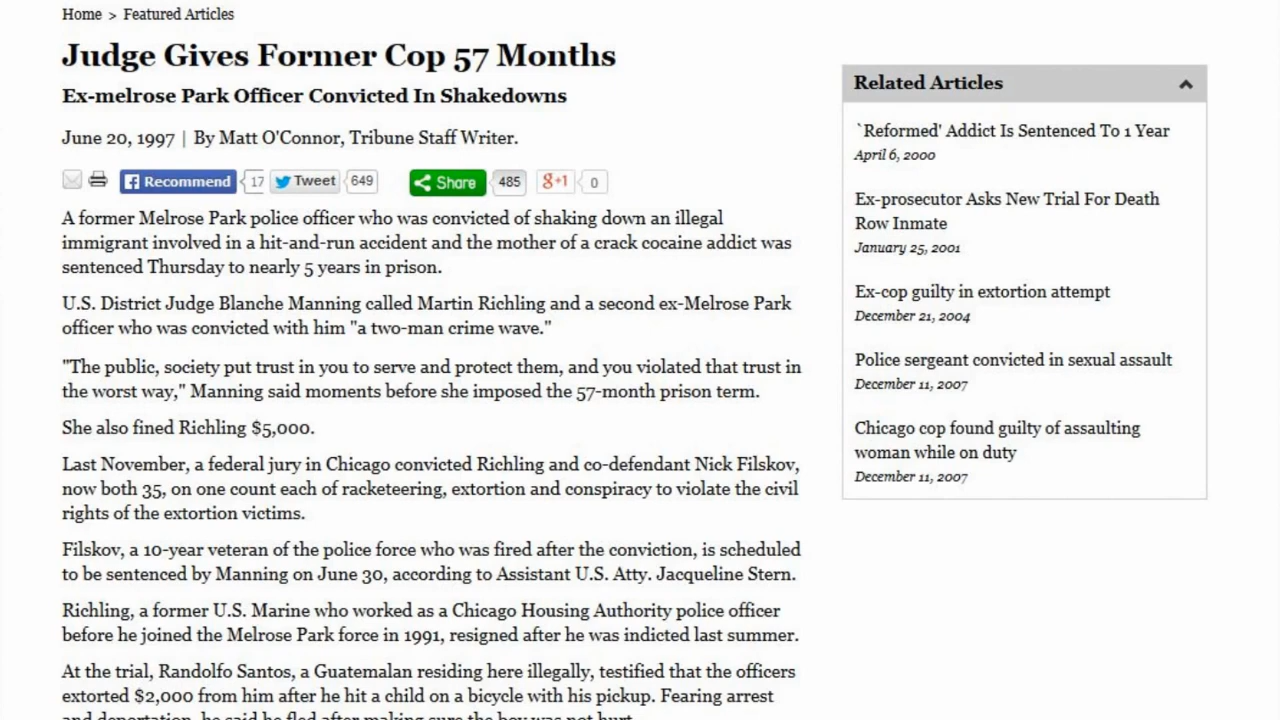 Home > Featured Articles
Judge Gives Former Cop 57 Months
Ex-melrose Park Officer Convicted In Shakedowns
June 20, 1997 | By Matt O'Connor, Tribune Staff Writer.
Recommend 17 Tweet 649 Share 485 g+1 0
A former Melrose Park police officer who was convicted of shaking down an illegal
immigrant involved in a hit-and-run accident and the mother of a crack cocaine addict was
sentenced Thursday to nearly 5 years in prison.
U.S. District Judge Blanche Manning called Martin Richling and a second ex-Melrose Park
officer who was convicted with him "a two-man crime wave."
"The public, society put trust in you to serve and protect them, and you violated that trust in
the worst way," Manning said moments before she imposed the 57-month prison term.
She also fined Richling $5,000.
Last November, a federal jury in Chicago convicted Richling and co-defendant Nick Filskov,
now both 35, on one count each of racketeering, extortion and conspiracy to violate the civil
rights of the extortion victims.
Filskov, a 10-year veteran of the police force who was fired after the conviction, is scheduled
to be sentenced by Manning on June 30, according to Assistant U.S. Atty. Jacqueline Stern.
Richling, a former U.S. Marine who worked as a Chicago Housing Authority police officer
before he joined the Melrose Park force in 1991, resigned after he was indicted last summer.
At the trial, Randolfo Santos, a Guatemalan residing here illegally, testified that the officers
extorted $2,000 from him after he hit a child on a bicycle with his pickup. Fearing arrest
and deportation, he said he fled after making sure the boy was not hurt.
Related Articles
`Reformed' Addict Is Sentenced To 1 Year
April 6, 2000
Ex-prosecutor Asks New Trial For Death
Row Inmate
January 25, 2001
Ex-cop guilty in extortion attempt
December 21, 2004
Police sergeant convicted in sexual assault
December 11, 2007
Chicago cop found guilty of assaulting
woman while on duty
December 11, 2007